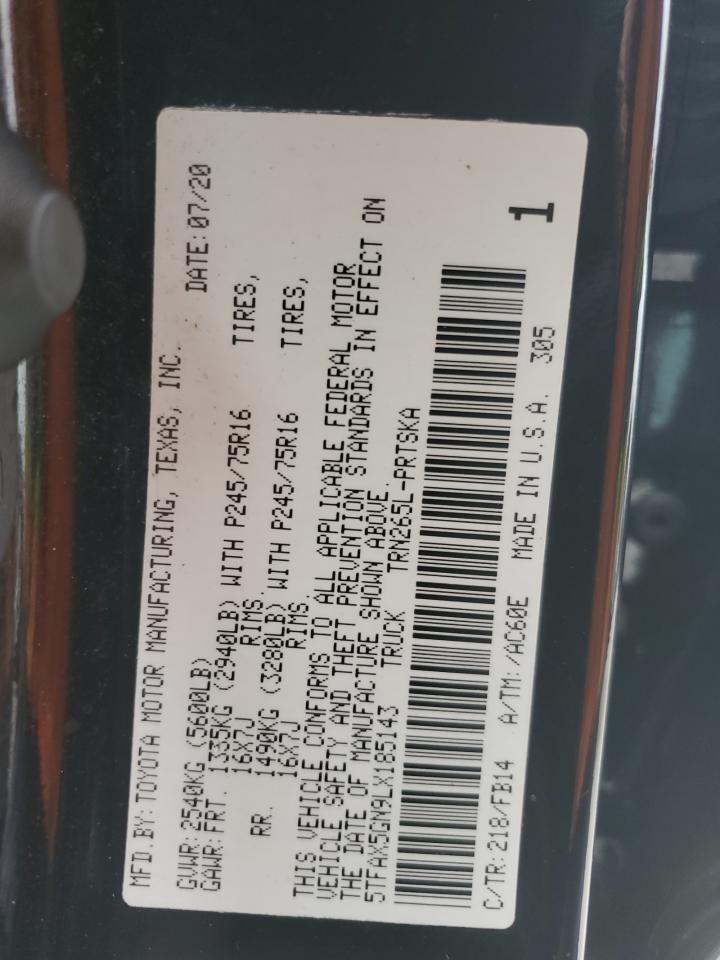 MFD.BY:TOYOTA MOTOR MANUFACTURING, TEXAS, INC. DATE:07/20
GVWR:2540KG (5600LB)
GAWR:FRT. 1335KG (2940LB) WITH P245/75R16 TIRES,
16X7J RIMS.
RR. 1490KG (3280LB) WITH P245/75R16 TIRES,
16X7J RIMS.
THIS VEHICLE CONFORMS TO ALL APPLICABLE FEDERAL MOTOR
VEHICLE SAFETY AND THEFT PREVENTION STANDARDS IN EFFECT ON
THE DATE OF MANUFACTURE SHOWN ABOVE.
5TFAX5GN9LX185143 TRUCK TRN265L-PRTSKA
C/TR:218/FB14 A/TM:/AC60E MADE IN U.S.A. 305
1